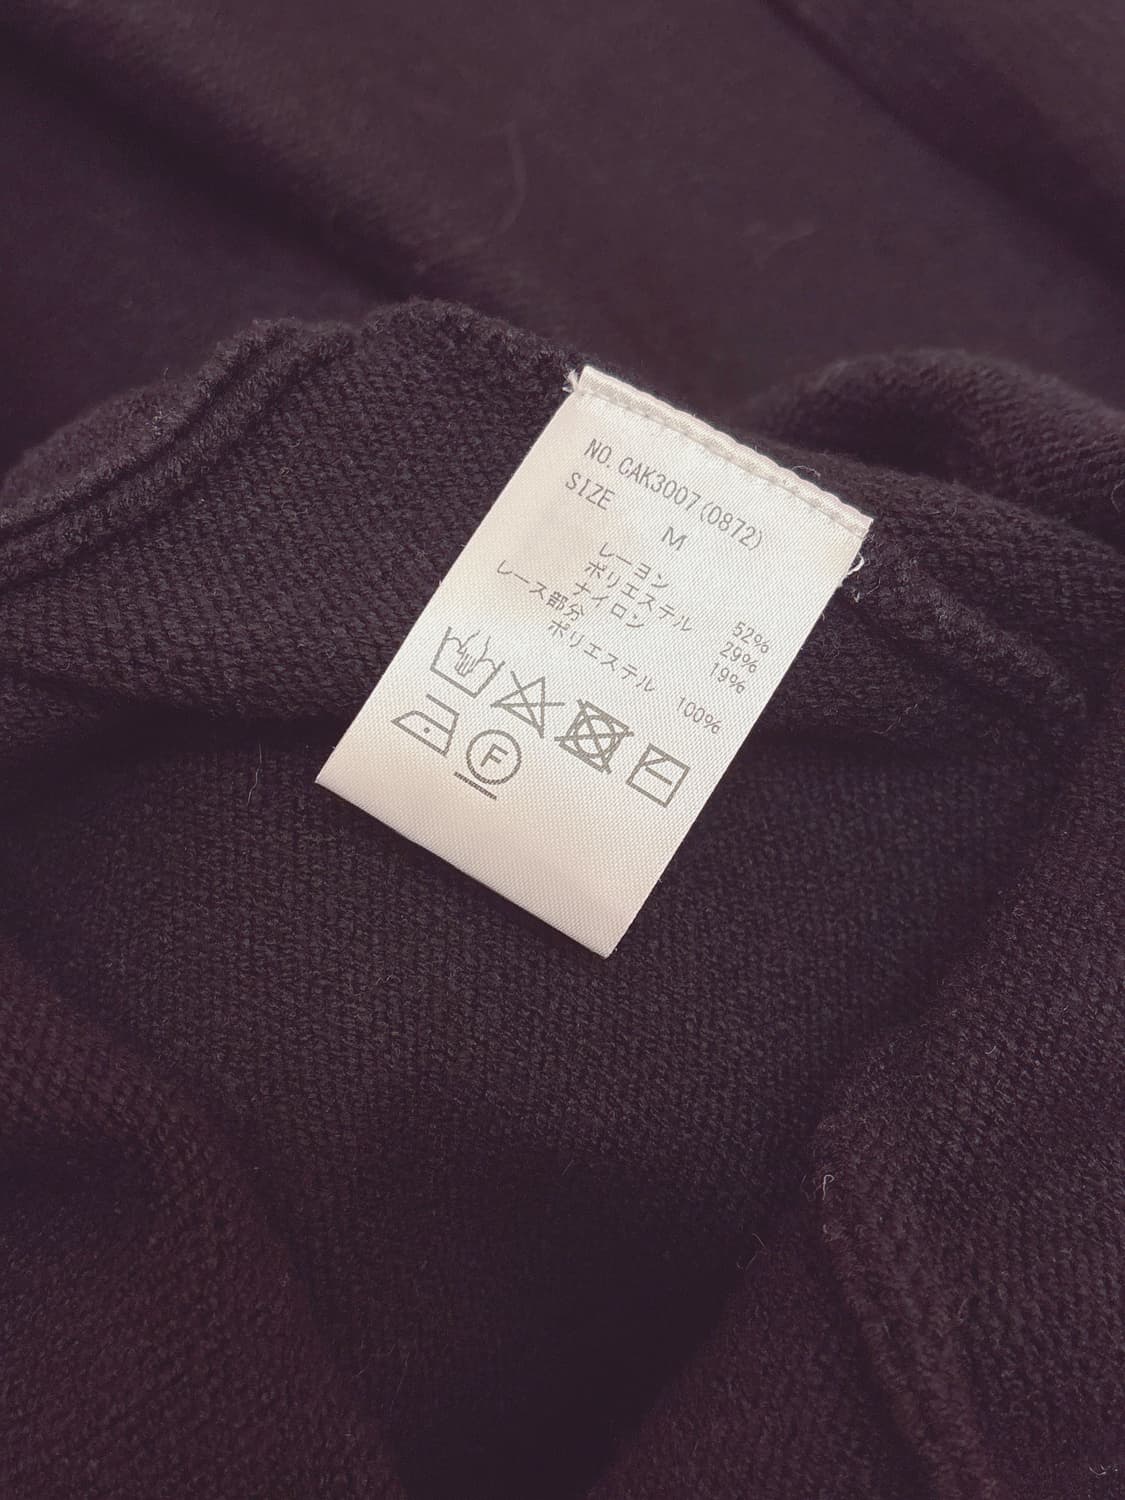 NO. CAK3007(0872)
SIZE
M
レーヨン 52%
ポリエステル 29%
ナイロン 19%
レース部分
ポリエステル 100%
F